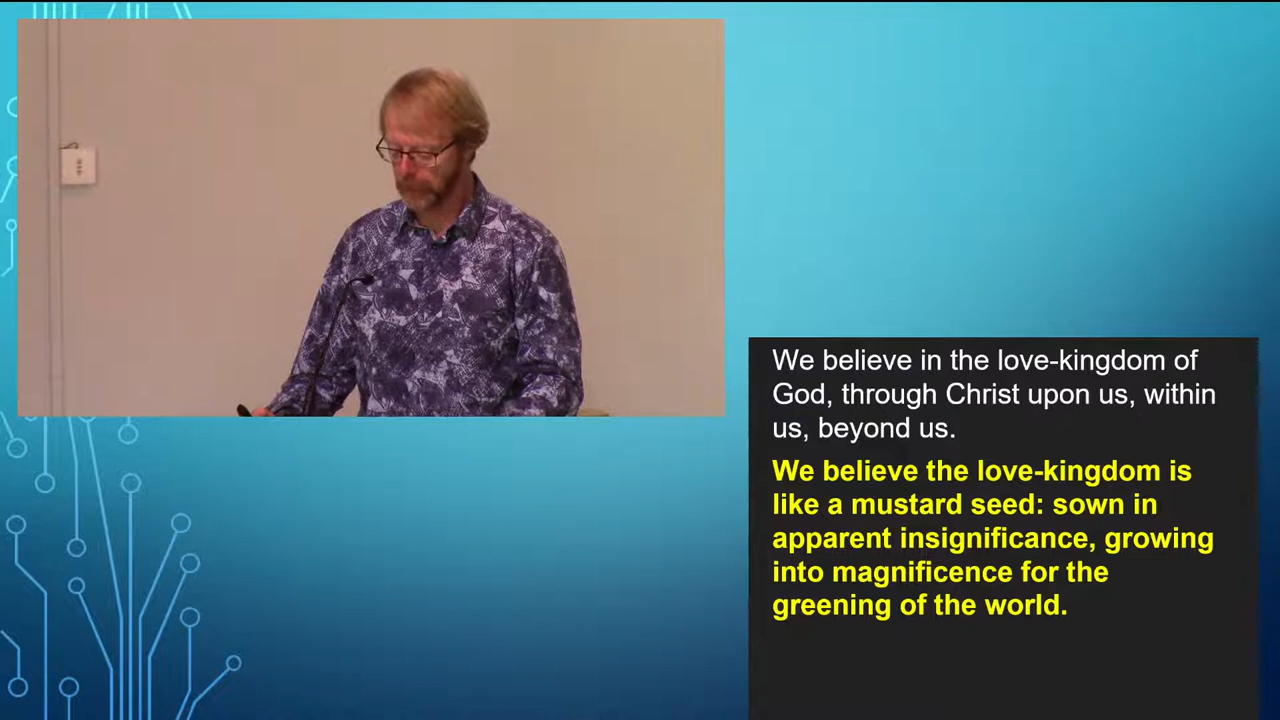 We believe in the love-kingdom of
God, through Christ upon us, within
us, beyond us.
We believe the love-kingdom is
like a mustard seed: sown in
apparent insignificance, growing
into magnificence for the
greening of the world.